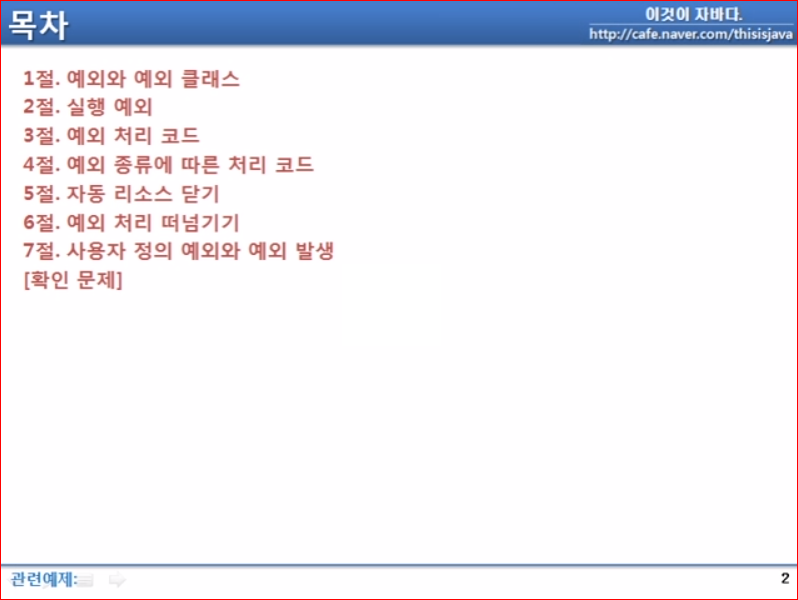 목차
이것이 자바다.
http://cafe.naver.com/thisisjava
1절. 예외와 예외 클래스
2절. 실행 예외
3절. 예외 처리 코드
4절. 예외 종류에 따른 처리 코드
5절. 자동 리소스 닫기
6절. 예외 처리 떠넘기기
7절. 사용자 정의 예외와 예외 발생
[확인 문제]
관련예제:
2